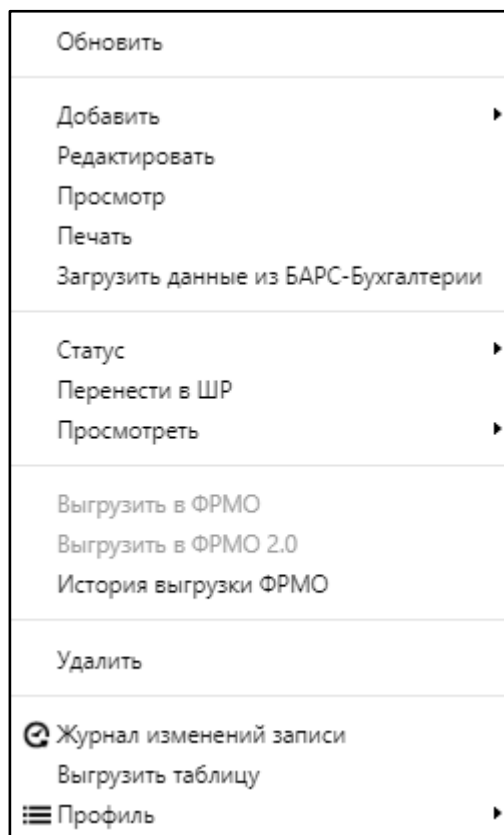 Обновить
Добавить
Редактировать
Просмотр
Печать
Загрузить данные из БАРС-Бухгалтерии
Статус
Перенести в ШР
Просмотреть
Выгрузить в ФРМО
Выгрузить в ФРМО 2.0
История выгрузки ФРМО
Удалить
Журнал изменений записи
Выгрузить таблицу
Профиль